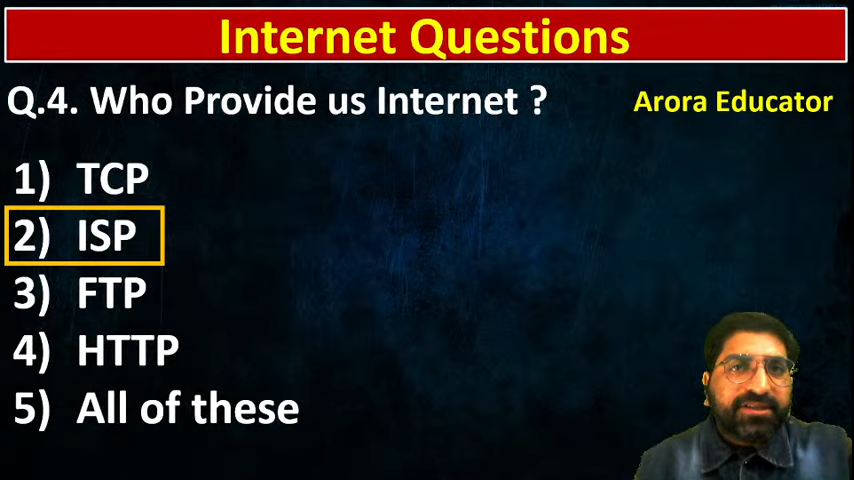 Internet Questions
Q.4. Who Provide us Internet ?
Arora Educator
1) TCP
2) ISP
3) FTP
4) HTTP
5) All of these